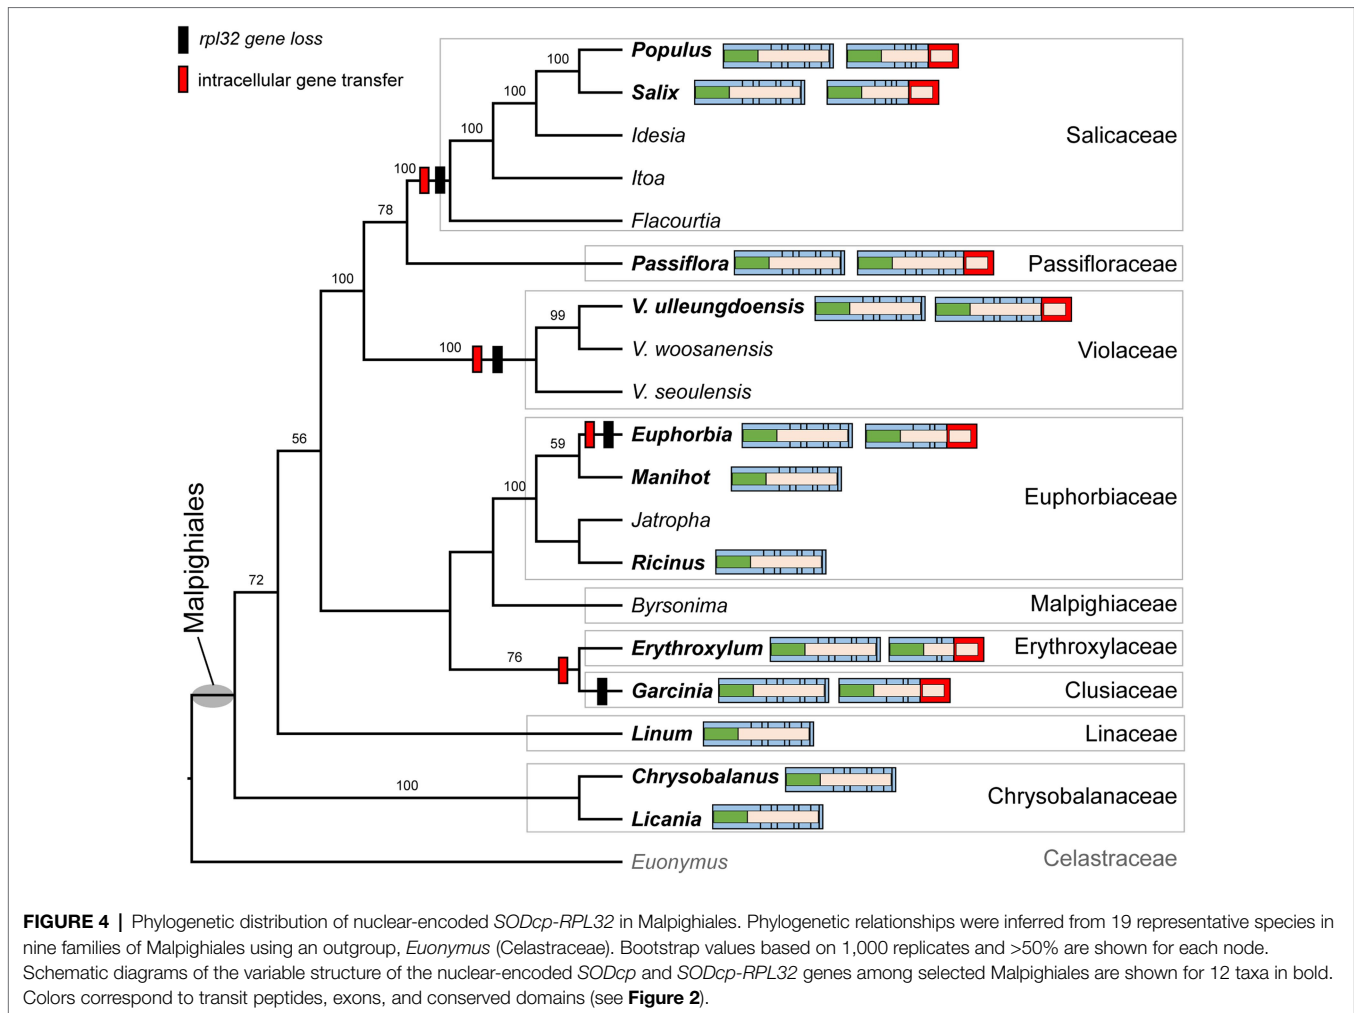 rpl32 gene loss
intracellular gene transfer
Populus
Salix
Idesia
Itoa
Flacourtia
Salicaceae
Passiflora
Passifloraceae
V. ulleungdoensis
V. woosanensis
V. seoulensis
Violaceae
Euphorbia
Manihot
Jatropha
Ricinus
Euphorbiaceae
Byrsonima
Malpighiaceae
Erythroxylum
Erythroxylaceae
Garcinia
Clusiaceae
Linum
Linaceae
Chrysobalanus
Licania
Chrysobalanaceae
Euonymus
Celastraceae
Malpighiales
100
100
100
100
78
100
99
100
56
59
100
72
76
100
FIGURE 4 | Phylogenetic distribution of nuclear-encoded SODcp-RPL32 in Malpighiales. Phylogenetic relationships were inferred from 19 representative species in
nine families of Malpighiales using an outgroup, Euonymus (Celastraceae). Bootstrap values based on 1,000 replicates and >50% are shown for each node.
Schematic diagrams of the variable structure of the nuclear-encoded SODcp and SODcp-RPL32 genes among selected Malpighiales are shown for 12 taxa in bold.
Colors correspond to transit peptides, exons, and conserved domains (see Figure 2).